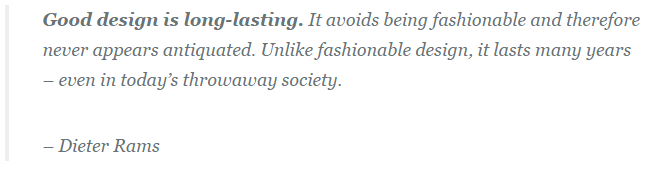 Good design is long-lasting. It avoids being fashionable and therefore
never appears antiquated. Unlike fashionable design, it lasts many years
– even in today’s throwaway society.
– Dieter Rams